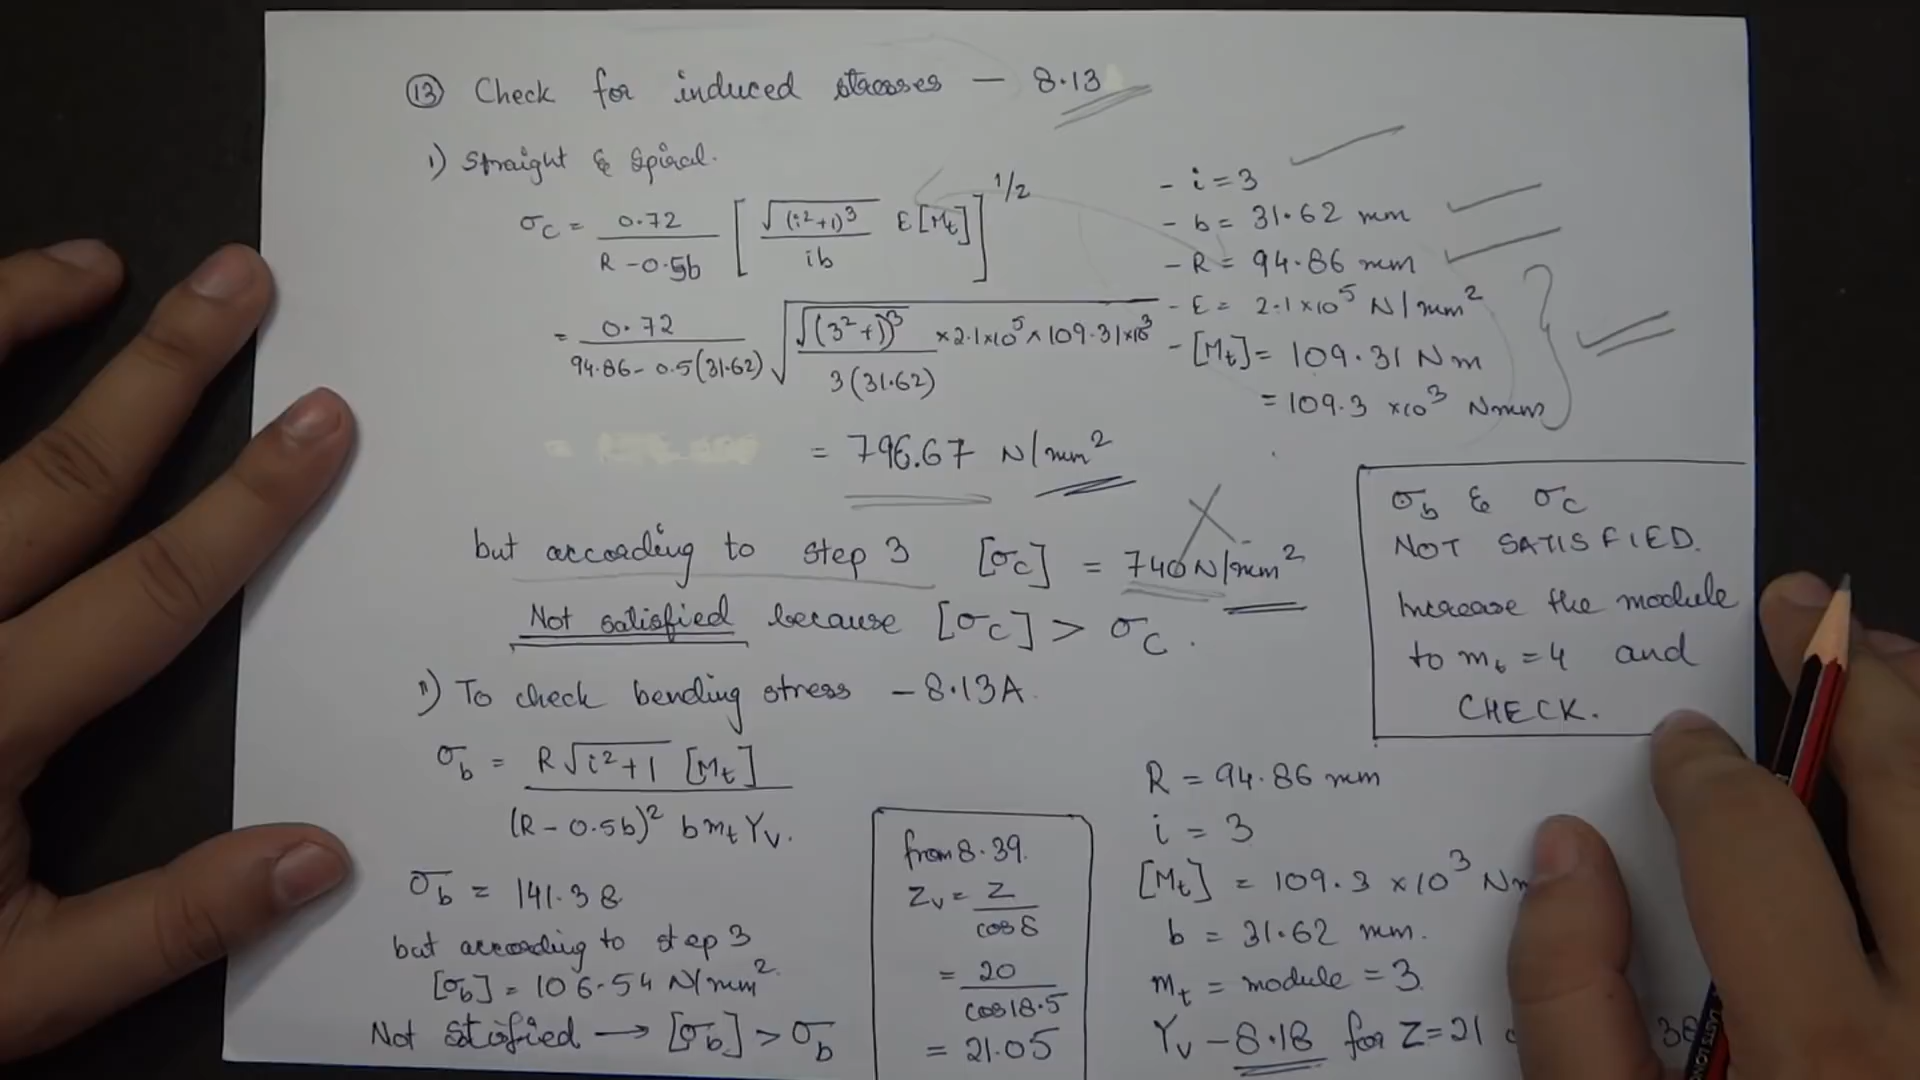 ⑬ Check for induced stresses — 8.13
i) Straight & Spiral.
σc = 0.72 / (R - 0.5b) [ √(i²+1)³ / ib E[Mt] ]^1/2
= 0.72 / (94.86 - 0.5(31.62)) √( √(3²+1)³ / 3(31.62) × 2.1×10⁵ × 109.31×10³ )
= 796.67 N/mm²
- i = 3
- b = 31.62 mm
- R = 94.86 mm
- E = 2.1×10⁵ N/mm²
- [Mt] = 109.31 Nm
= 109.3 ×10³ Nmm
but according to step 3 [σc] = 740 N/mm²
Not satisfied because [σc] > σc.
σb & σc
NOT SATISFIED.
Increase the module
to mt = 4 and
CHECK.
ii) To check bending stress - 8.13A.
σb = R√i²+1 [Mt] / (R - 0.5b)² b mt Yv.
σb = 141.38
but according to step 3
[σb] = 106.54 N/mm²
Not stisfied → [σb] > σb
from 8.39.
Zv = Z / cosδ
= 20 / cos18.5
= 21.05
R = 94.86 mm
i = 3
[Mt] = 109.3 ×10³
b = 31.62 mm.
mt = module = 3
Yv - 8.18 for Z=21